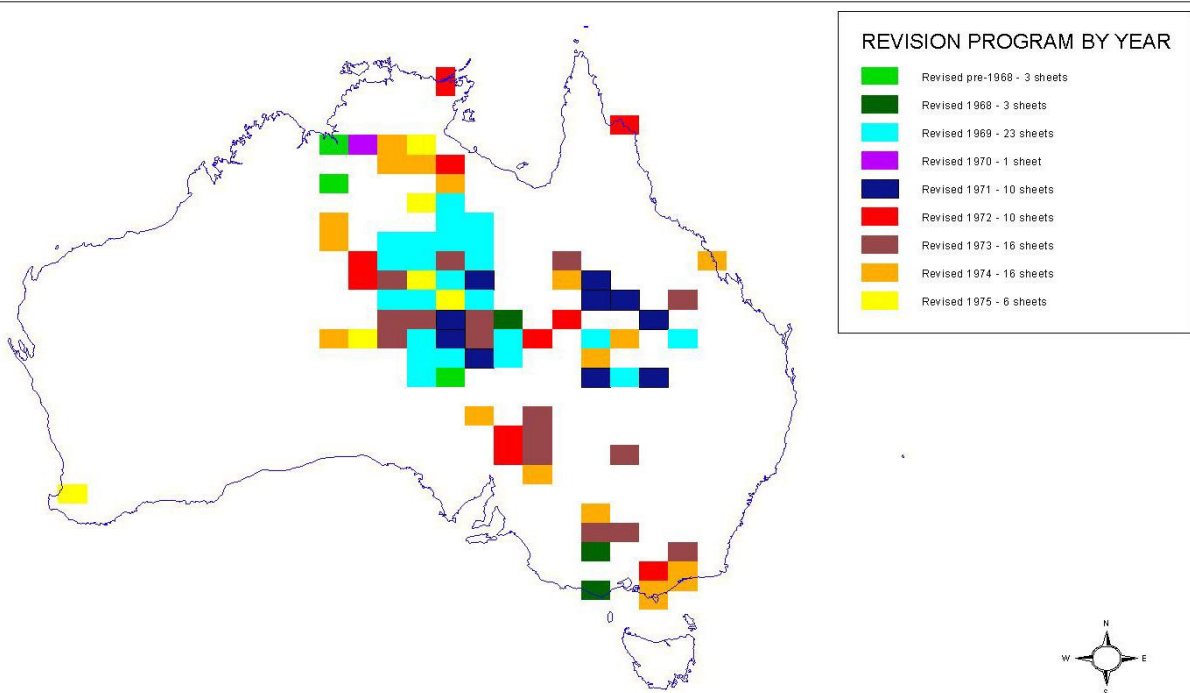 REVISION PROGRAM BY YEAR
Revised pre-1968 - 3 sheets
Revised 1968 - 3 sheets
Revised 1969 - 23 sheets
Revised 1970 - 1 sheet
Revised 1971 - 10 sheets
Revised 1972 - 10 sheets
Revised 1973 - 16 sheets
Revised 1974 - 16 sheets
Revised 1975 - 6 sheets
N
W E
S